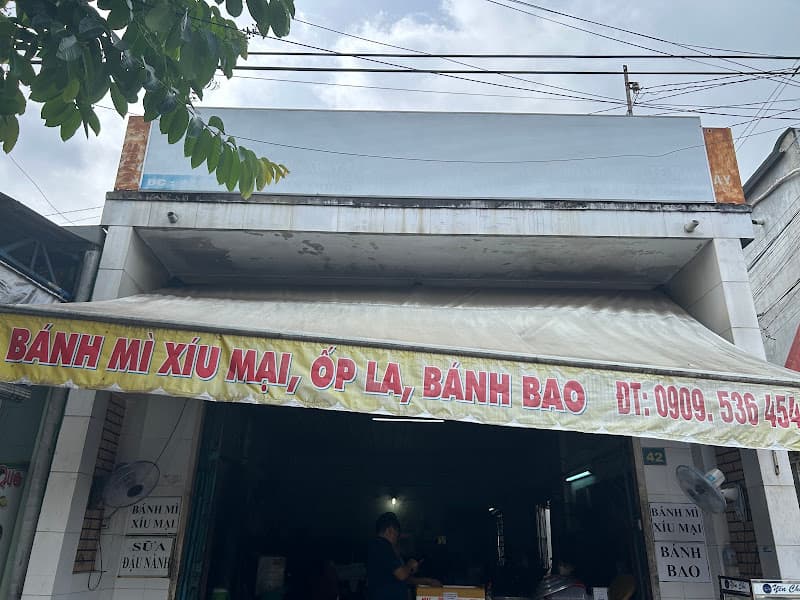 BÁNH MÌ XÍU MẠI, ỐP LA, BÁNH BAO ĐT: 0909. 536 454
42
BÁNH MÌ
XÍU MẠI
SỮA
ĐẬU NÀNH
BÁNH MÌ
XÍU MẠI
BÁNH
BAO